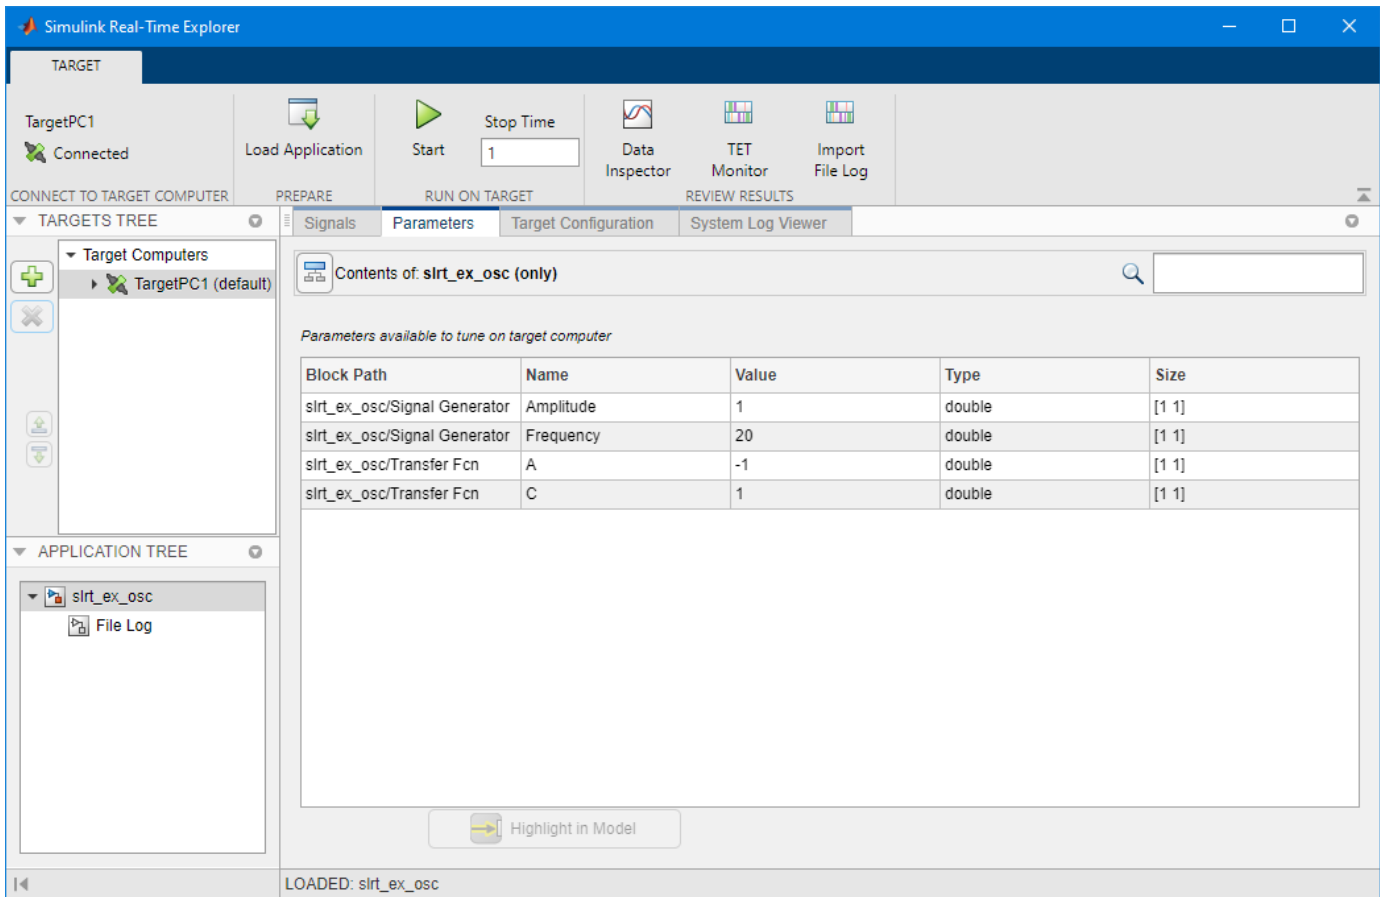 Simulink Real-Time Explorer
TARGET
TargetPC1
Connected
CONNECT TO TARGET COMPUTER
Load Application
PREPARE
Start
Stop Time
1
RUN ON TARGET
Data Inspector
TET Monitor
Import File Log
REVIEW RESULTS
TARGETS TREE
Target Computers
TargetPC1 (default)
APPLICATION TREE
slrt_ex_osc
File Log
Signals Parameters Target Configuration System Log Viewer
Contents of: slrt_ex_osc (only)
Parameters available to tune on target computer
Block Path Name Value Type Size
slrt_ex_osc/Signal Generator Amplitude 1 double [1 1]
slrt_ex_osc/Signal Generator Frequency 20 double [1 1]
slrt_ex_osc/Transfer Fcn A -1 double [1 1]
slrt_ex_osc/Transfer Fcn C 1 double [1 1]
Highlight in Model
LOADED: slrt_ex_osc